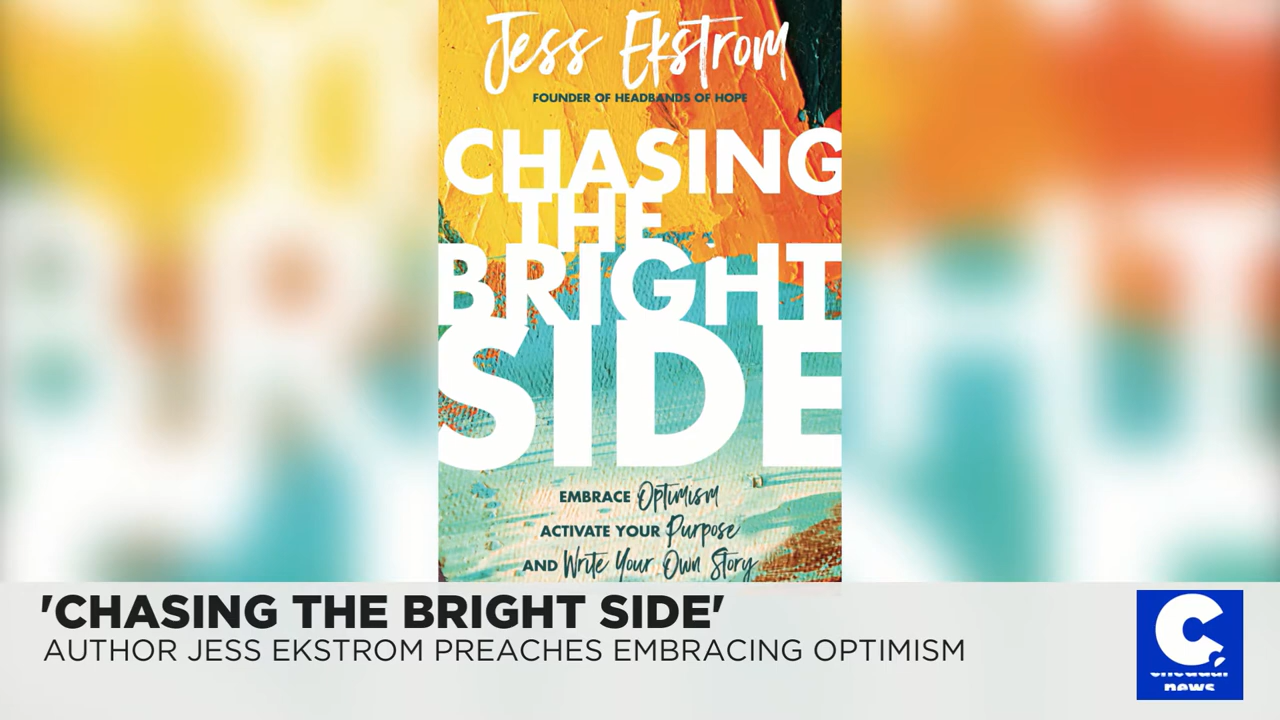 Jess Ekstrom
FOUNDER OF HEADBANDS OF HOPE
CHASING
THE
BRIGHT
SIDE
EMBRACE Optimism
ACTIVATE YOUR Purpose
AND Write Your Own Story
'CHASING THE BRIGHT SIDE'
AUTHOR JESS EKSTROM PREACHES EMBRACING OPTIMISM
news